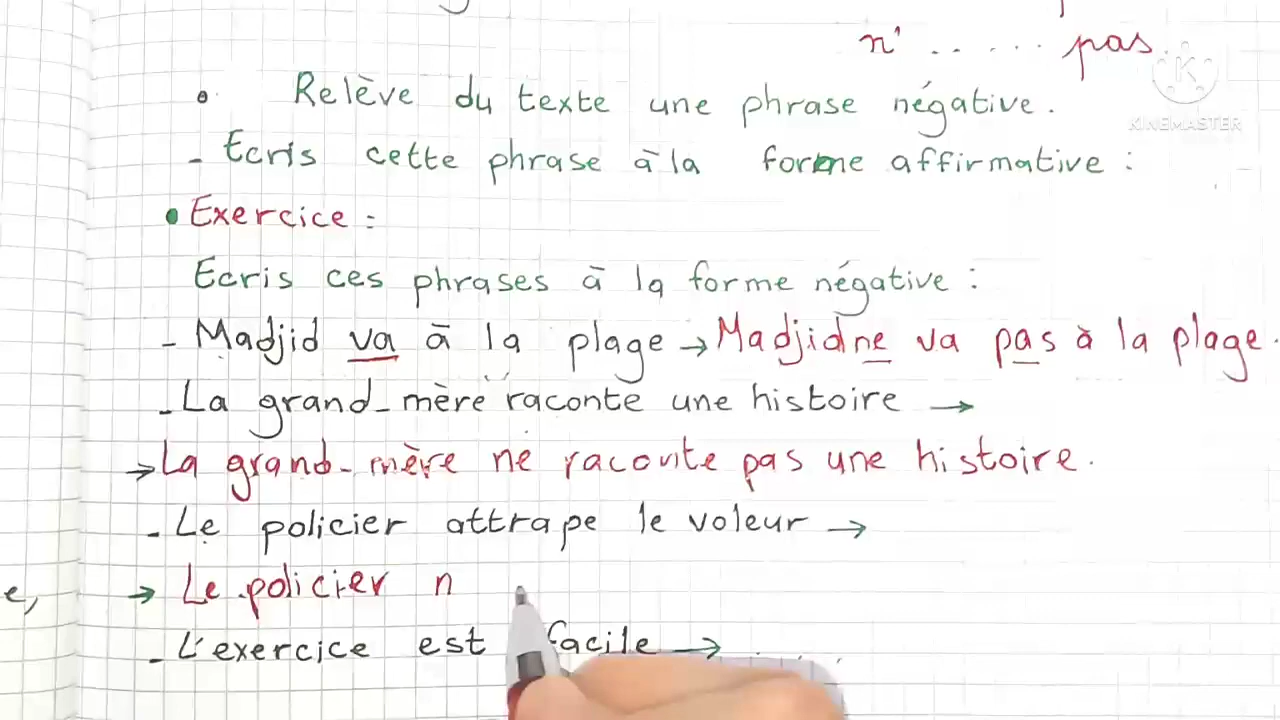 n' ...... pas.
KINEMASTER
• Relève du texte une phrase négative.
- Ecris cette phrase à la forme affirmative :
• Exercice :
Ecris ces phrases à la forme négative :
- Madjid va à la plage → Madjid ne va pas à la plage.
- La grand-mère raconte une histoire →
→ La grand-mère ne raconte pas une histoire.
- Le policier attrape le voleur →
e,
→ Le policier n
- L'exercice est facile →